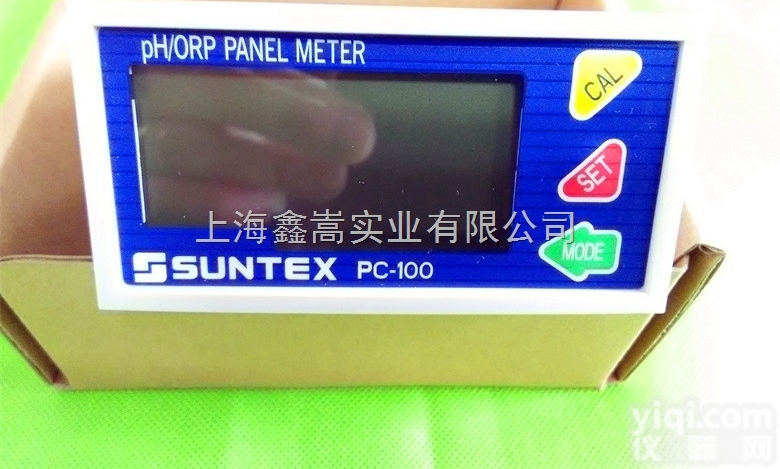 pH/ORP PANEL METER
CAL
SET
上海鑫嵩实业有限公司
MODE
SUNTEX PC-100
yiqi.com
仪器网